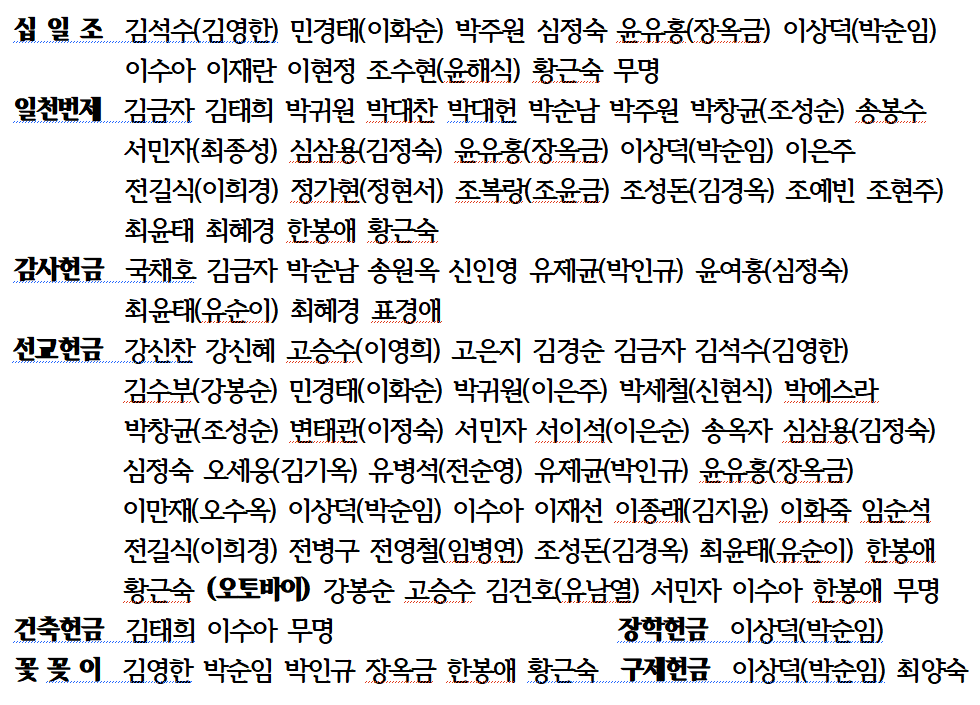 십 일 조 김석수(김영한) 민경태(이화순) 박주원 심정숙 윤유홍(장옥금) 이상덕(박순임)
이수아 이재란 이현정 조수현(윤해식) 황근숙 무명
일천번제 김금자 김태희 박귀원 박대찬 박대헌 박순남 박주원 박창균(조성순) 송봉수
서민자(최종성) 심삼용(김정숙) 윤유홍(장옥금) 이상덕(박순임) 이은주
전길식(이희경) 정가현(정현서) 조복랑(조윤금) 조성돈(김경옥) 조예빈 조현주)
최윤태 최혜경 한봉애 황근숙
감사헌금 국채호 김금자 박순남 송원옥 신인영 유제균(박인규) 윤여홍(심정숙)
최윤태(유순이) 최혜경 표경애
선교헌금 강신찬 강신혜 고승수(이영희) 고은지 김경순 김금자 김석수(김영한)
김수부(강봉순) 민경태(이화순) 박귀원(이은주) 박세철(신현식) 박에스라
박창균(조성순) 변태관(이정숙) 서민자 서이석(이은순) 송옥자 심삼용(김정숙)
심정숙 오세웅(김기옥) 유병석(전순영) 유제균(박인규) 윤유홍(장옥금)
이만재(오수옥) 이상덕(박순임) 이수아 이재선 이종래(김지윤) 이화죽 임순석
전길식(이희경) 전병구 전영철(임병연) 조성돈(김경옥) 최윤태(유순이) 한봉애
황근숙 (오토바이) 강봉순 고승수 김건호(유남열) 서민자 이수아 한봉애 무명
건축헌금 김태희 이수아 무명 장학헌금 이상덕(박순임)
꽃 꽂 이 김영한 박순임 박인규 장옥금 한봉애 황근숙 구제헌금 이상덕(박순임) 최양숙